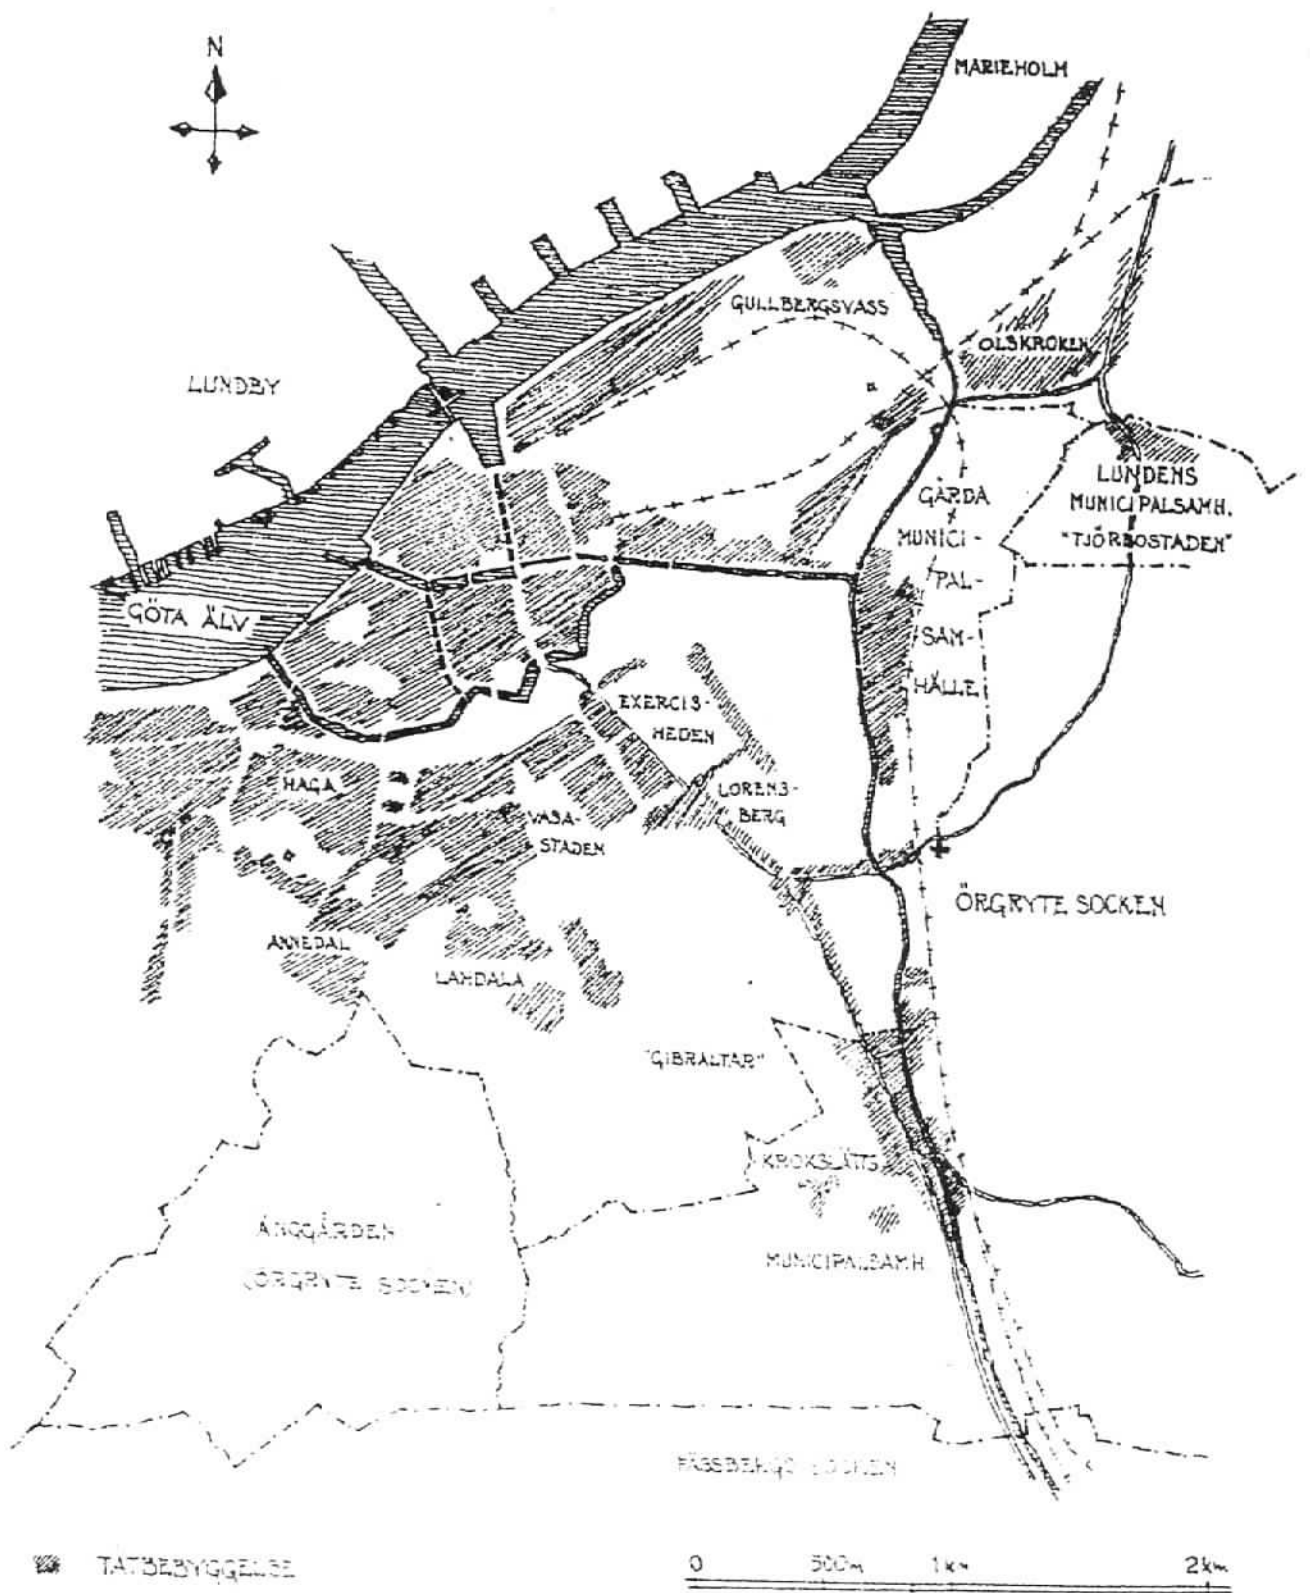 N
MARIEHOLM
GULLBERGSVASS
OLSKROKEN
LUNDBY
GÅRDA
MUNICI-
PAL-
SAM-
HÄLLE
LUNDENS
MUNICIPALSAMH.
"TJÖRBOSTADEN"
GÖTA ÄLV
EXERCIS-
HEDEN
LORENS-
BERG
HAGA
VASA-
STADEN
ÖRGRYTE SOCKEN
ANNEDAL
LANDALA
"GIBRALTAR"
KROKSLÄTTS
MUNICIPALSAMH.
ÄNGGÅRDEN
(ÖRGRYTE SOCKEN)
FÄSSBERGS SOCKEN
TÄTBEBYGGELSE
0 500m 1km 2km